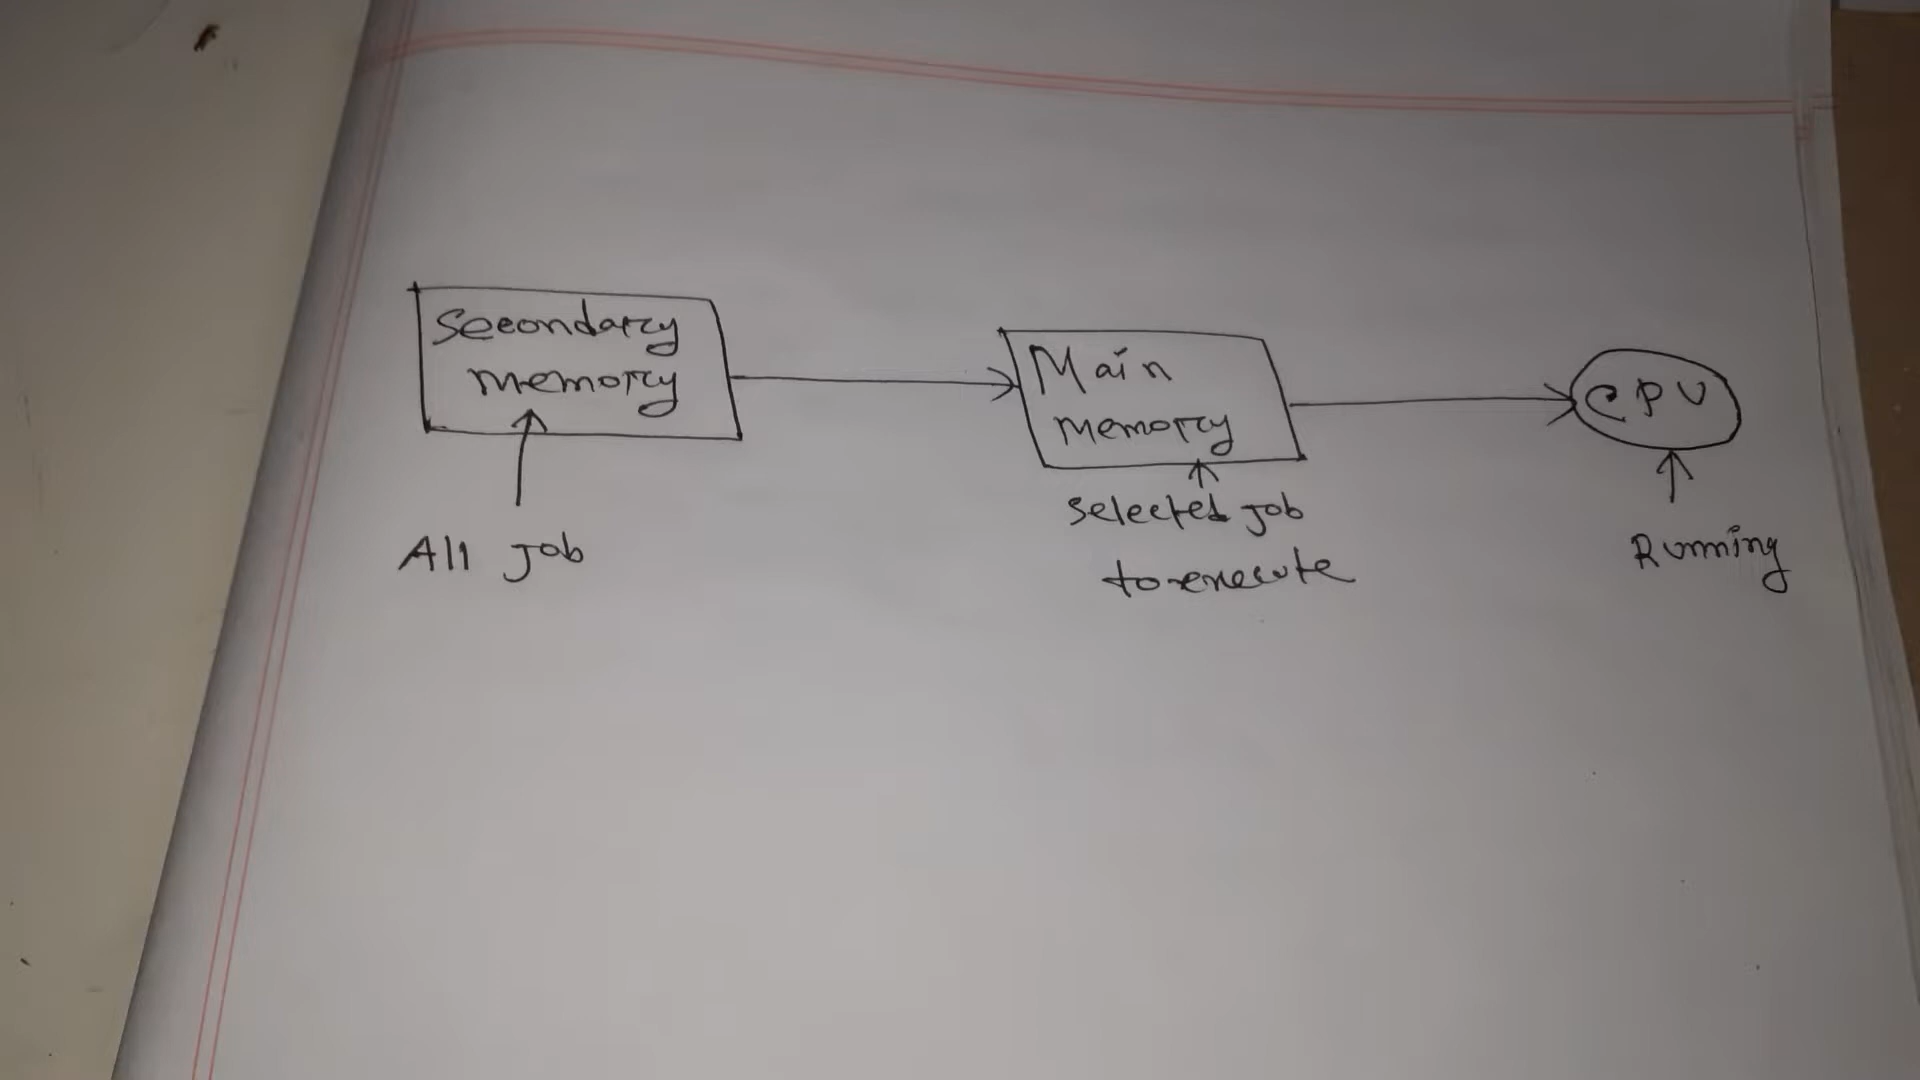 Secondary
memory
Main
memory
CPU
All Job
Selected Job
to execute
Running